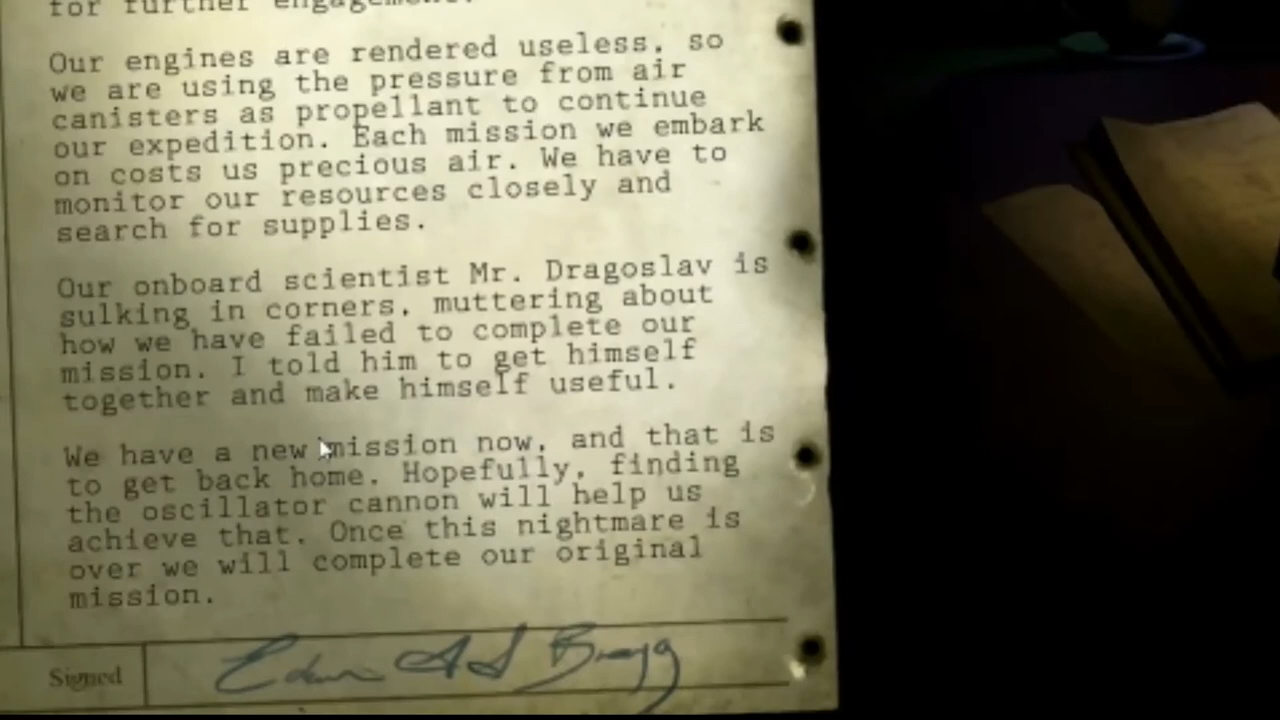 for further engagement.
Our engines are rendered useless, so
we are using the pressure from air
canisters as propellant to continue
our expedition. Each mission we embark
on costs us precious air. We have to
monitor our resources closely and
search for supplies.
Our onboard scientist Mr. Dragoslav is
sulking in corners, muttering about
how we have failed to complete our
mission. I told him to get himself
together and make himself useful.
We have a new mission now, and that is
to get back home. Hopefully, finding
the oscillator cannon will help us
achieve that. Once this nightmare is
over we will complete our original
mission.
Signed